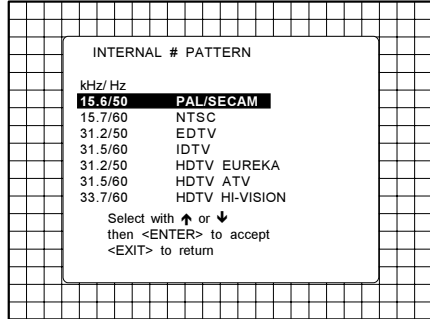 INTERNAL # PATTERN
kHz/ Hz
15.6/50 PAL/SECAM
15.7/60 NTSC
31.2/50 EDTV
31.5/60 IDTV
31.2/50 HDTV EUREKA
31.5/60 HDTV ATV
33.7/60 HDTV HI-VISION
Select with ↑ or ↓
then <ENTER> to accept
<EXIT> to return